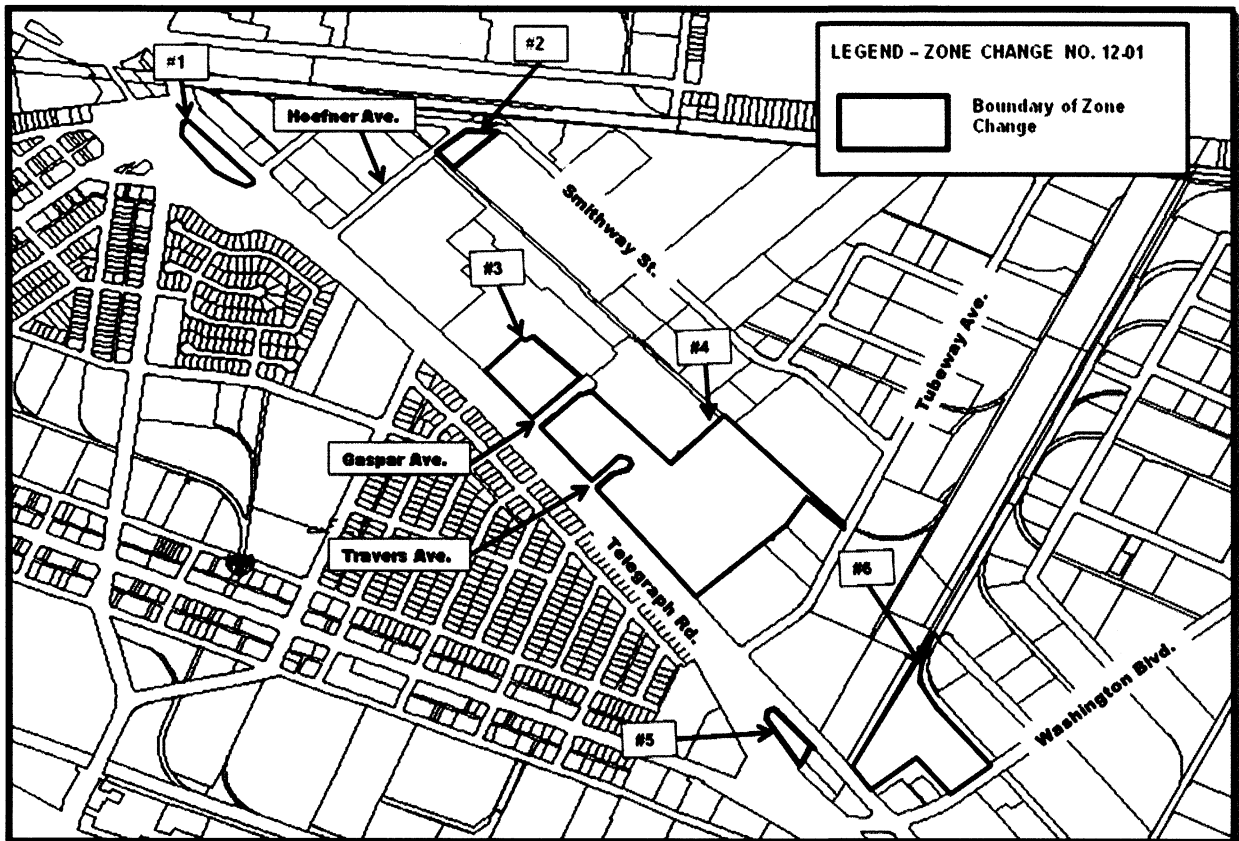 #1
#2
LEGEND – ZONE CHANGE NO. 12-01
Boundary of Zone
Change
Hoefner Ave.
Smithway St.
#3
Tubeway Ave.
#4
Gaspar Ave.
Travers Ave.
Telegraph Rd.
#6
Washington Blvd.
#5